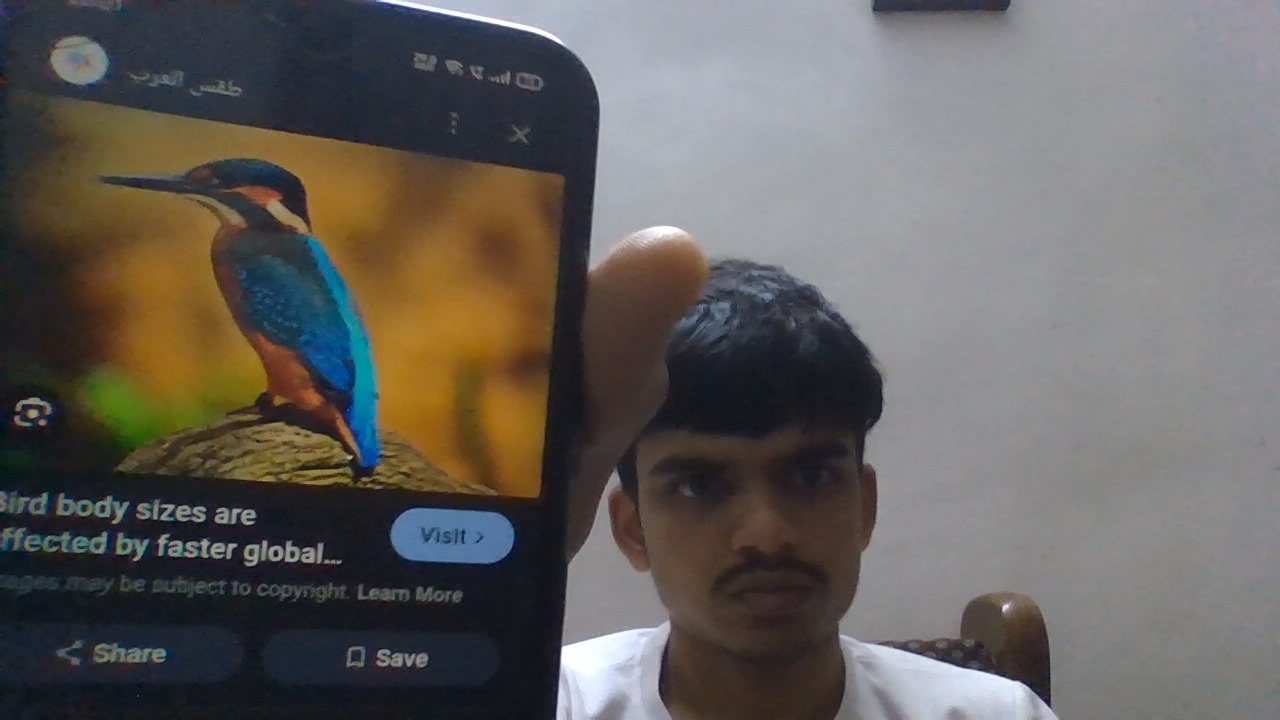 طقس العرب
Bird body sizes are
ffected by faster global...
ages may be subject to copyright. Learn More
Visit >
Share
Save